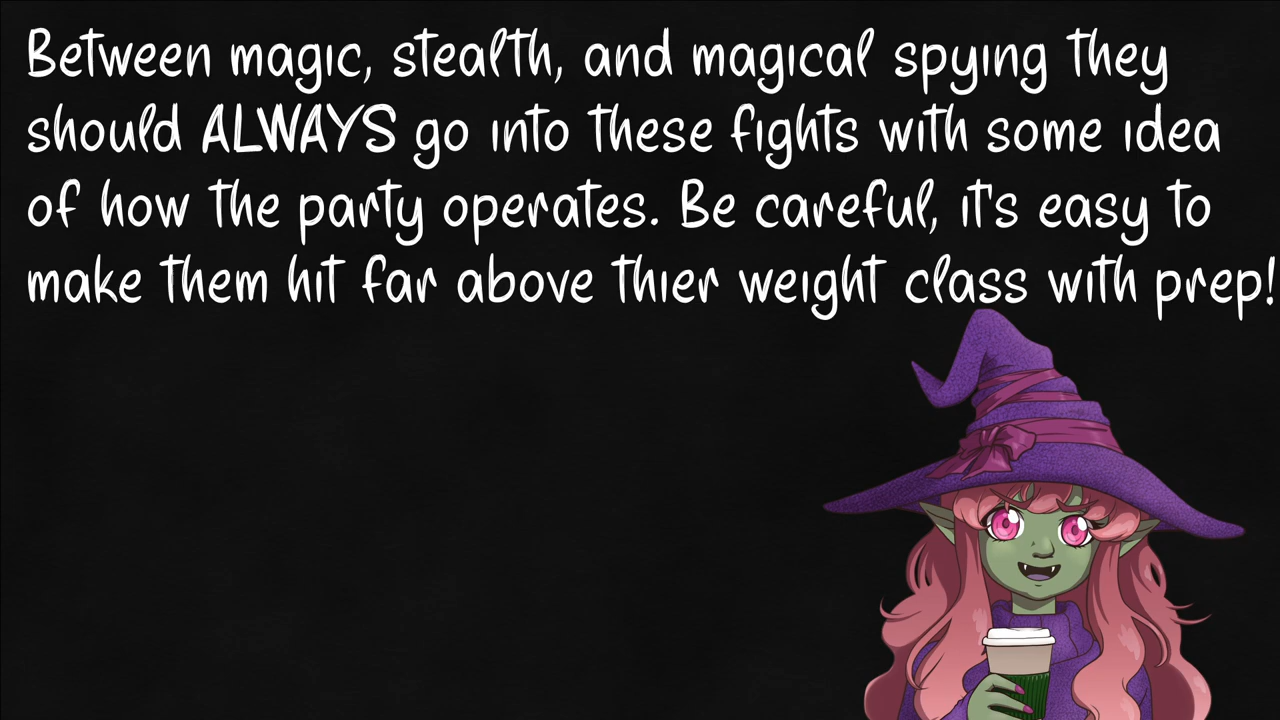 Between magic, stealth, and magical spying they
should ALWAYS go into these fights with some idea
of how the party operates. Be careful, it's easy to
make them hit far above thier weight class with prep!